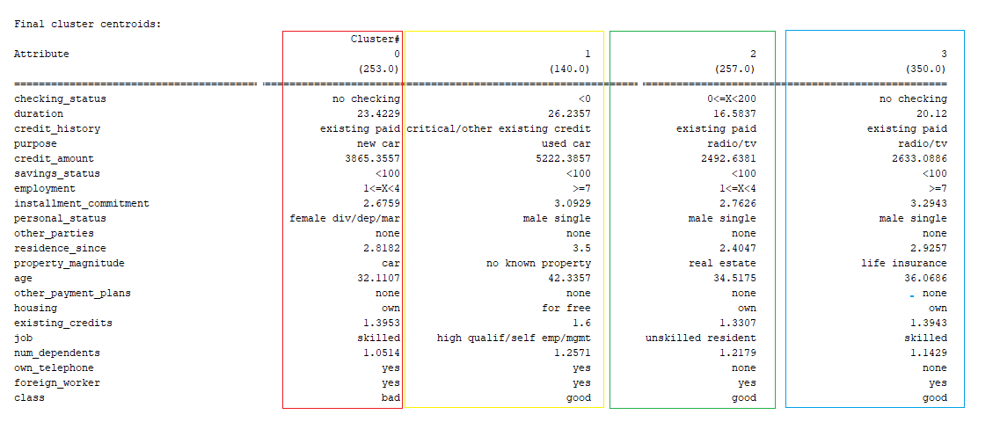 Final cluster centroids:
Cluster#
Attribute 0 1 2 3
(253.0) (140.0) (257.0) (350.0)
checking_status no checking <0 0<=X<200 no checking
duration 23.4229 26.2357 16.5837 20.12
credit_history existing paid critical/other existing credit existing paid existing paid
purpose new car used car radio/tv radio/tv
credit_amount 3865.3557 5222.3857 2492.6381 2633.0886
savings_status <100 <100 <100 <100
employment 1<=X<4 >=7 1<=X<4 >=7
installment_commitment 2.6759 3.0929 2.7626 3.2943
personal_status female div/dep/mar male single male single male single
other_parties none none none none
residence_since 2.8182 3.5 2.4047 2.9257
property_magnitude car no known property real estate life insurance
age 32.1107 42.3357 34.5175 36.0686
other_payment_plans none none none none
housing own for free own own
existing_credits 1.3953 1.6 1.3307 1.3943
job skilled high qualif/self emp/mgmt unskilled resident skilled
num_dependents 1.0514 1.2571 1.2179 1.1429
own_telephone yes yes none none
foreign_worker yes yes yes yes
class bad good good good